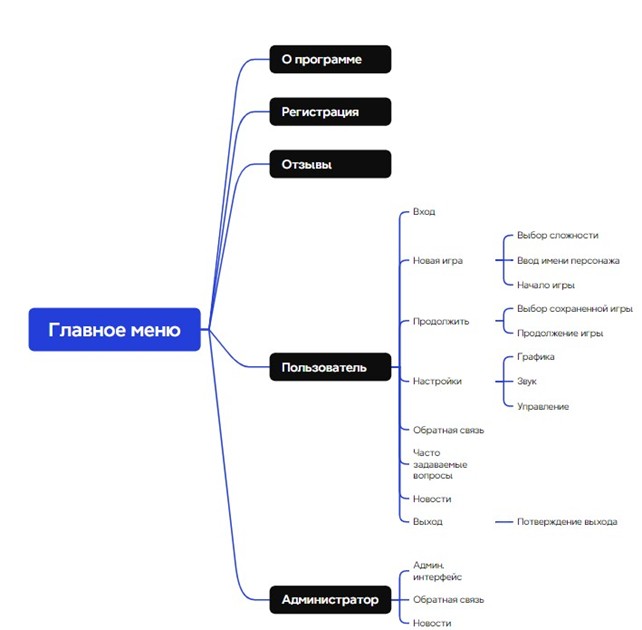 О программе
Регистрация
Отзывы
Главное меню
Пользователь
Вход
Новая игра
Выбор сложности
Ввод имени персонажа
Начало игры
Продолжить
Выбор сохраненной игры
Продолжение игры
Настройки
Графика
Звук
Управление
Обратная связь
Часто
задаваемые
вопросы
Новости
Выход
Потверждение выхода
Администратор
Админ.
интерфейс
Обратная связь
Новости